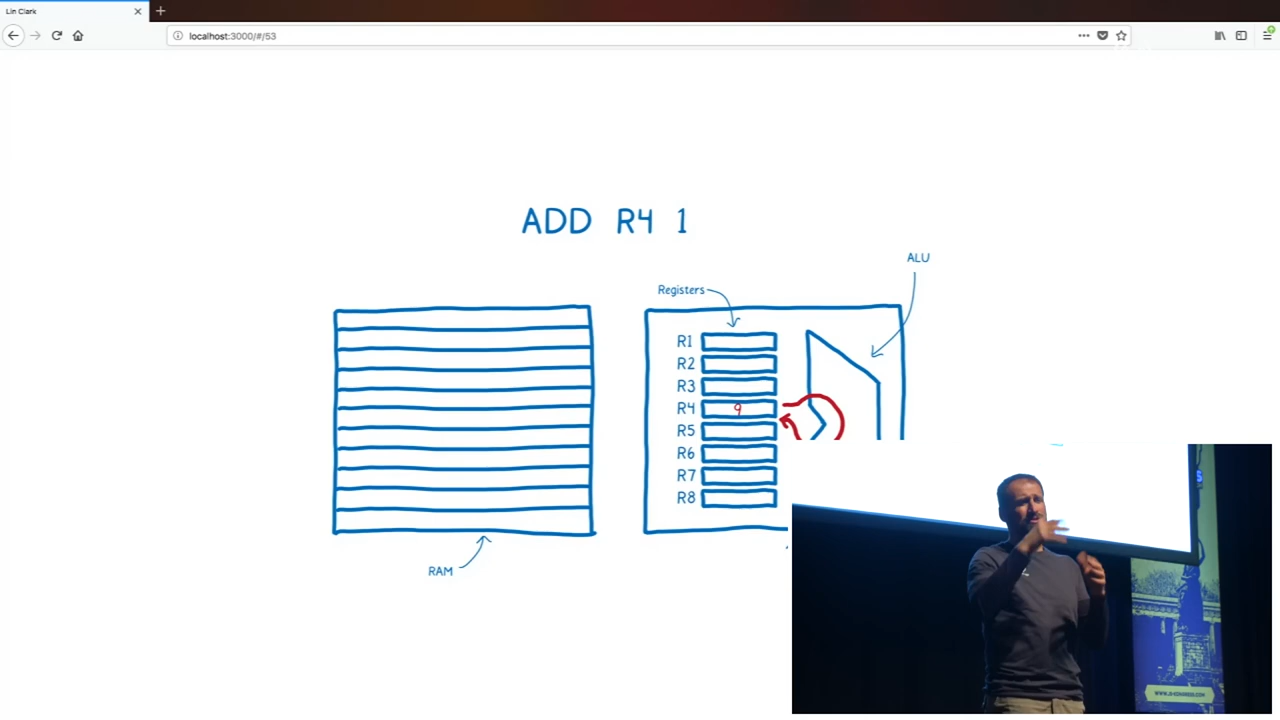 Lin Clark
localhost:3000/#/53
ADD R4 1
ALU
Registers
R1
R2
R3
R4 9
R5
R6
R7
R8
RAM